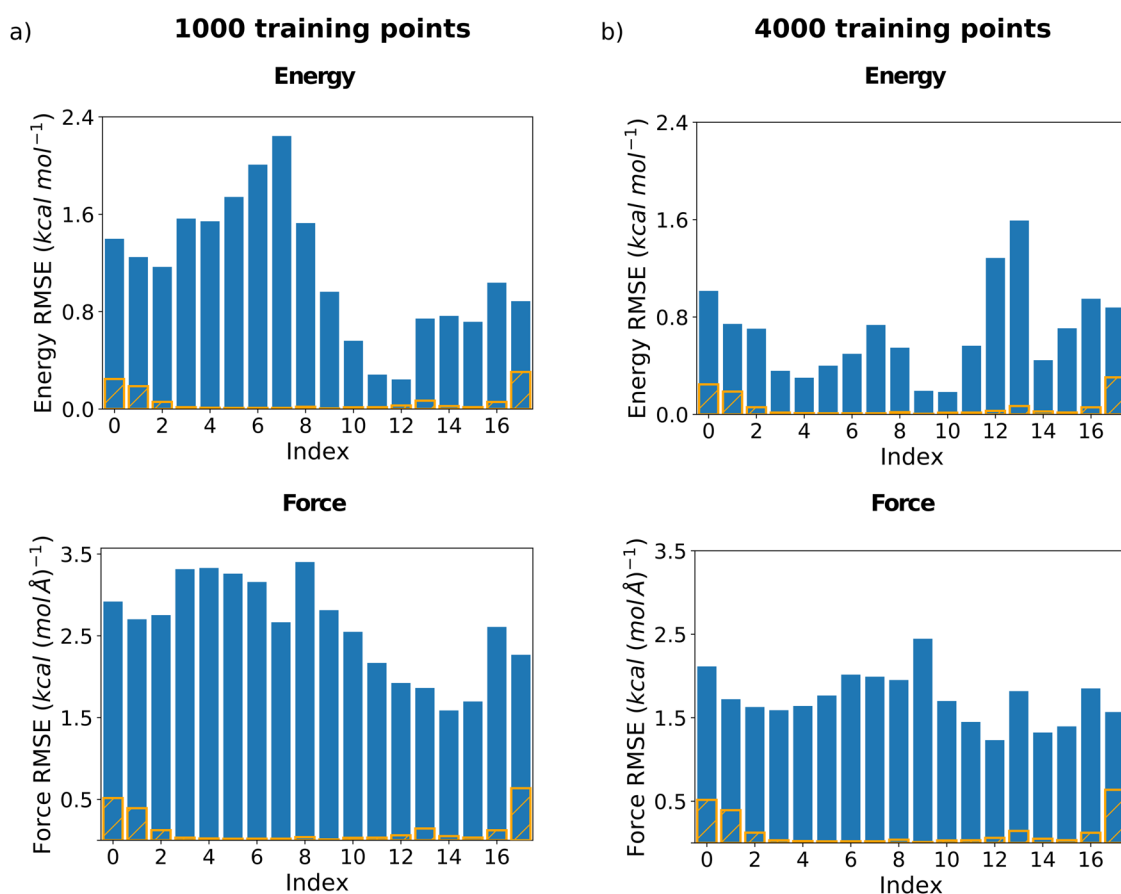 a)
1000 training points
Energy
Energy RMSE (kcal mol⁻¹)
2.4
1.6
0.8
0.0
0 2 4 6 8 10 12 14 16
Index
Force
Force RMSE (kcal (mol Å)⁻¹)
3.5
2.5
1.5
0.5
0 2 4 6 8 10 12 14 16
Index
b)
4000 training points
Energy
Energy RMSE (kcal mol⁻¹)
2.4
1.6
0.8
0.0
0 2 4 6 8 10 12 14 16
Index
Force
Force RMSE (kcal (mol Å)⁻¹)
3.5
2.5
1.5
0.5
0 2 4 6 8 10 12 14 16
Index